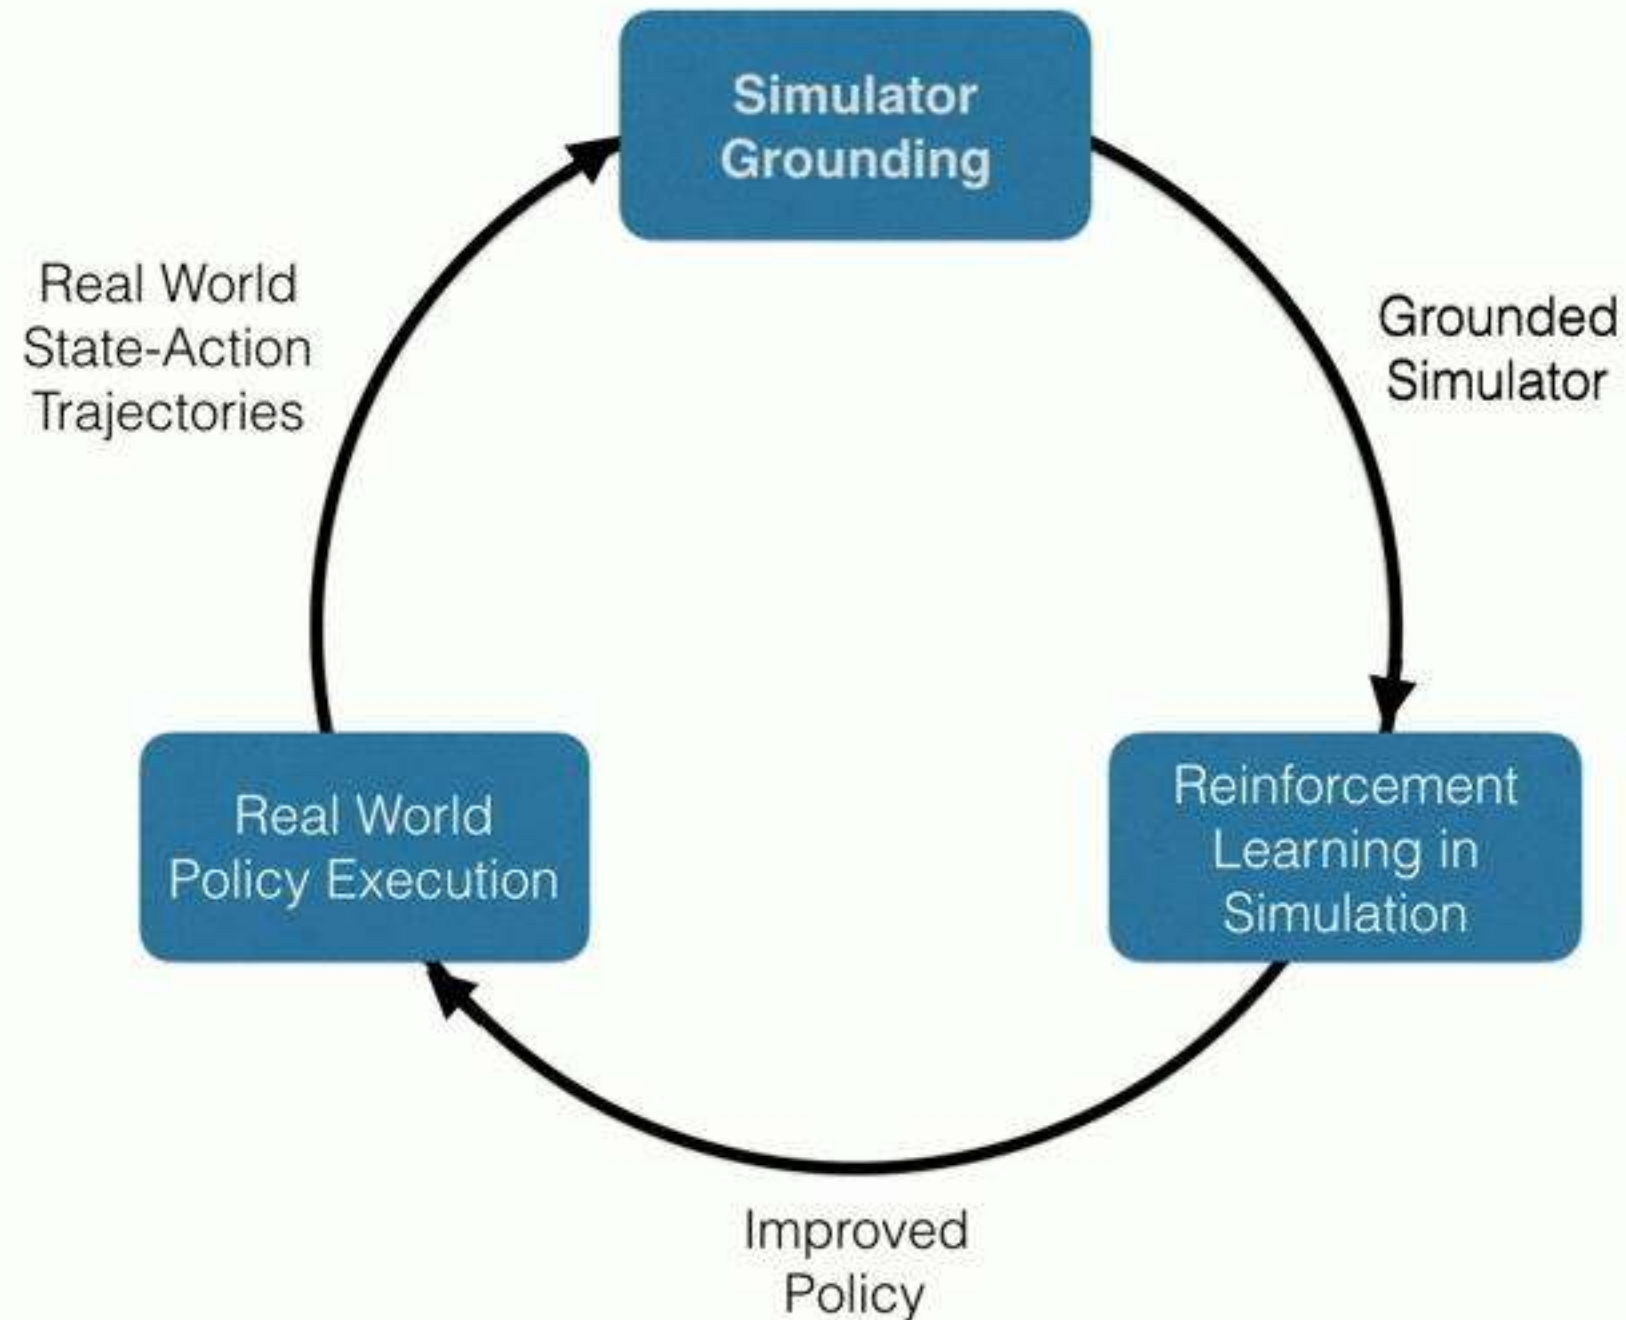 Simulator
Grounding
Real World
State-Action
Trajectories
Grounded
Simulator
Real World
Policy Execution
Reinforcement
Learning in
Simulation
Improved
Policy